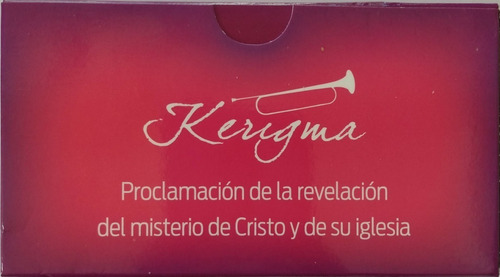 Kerigma
Proclamación de la revelación
del misterio de Cristo y de su iglesia